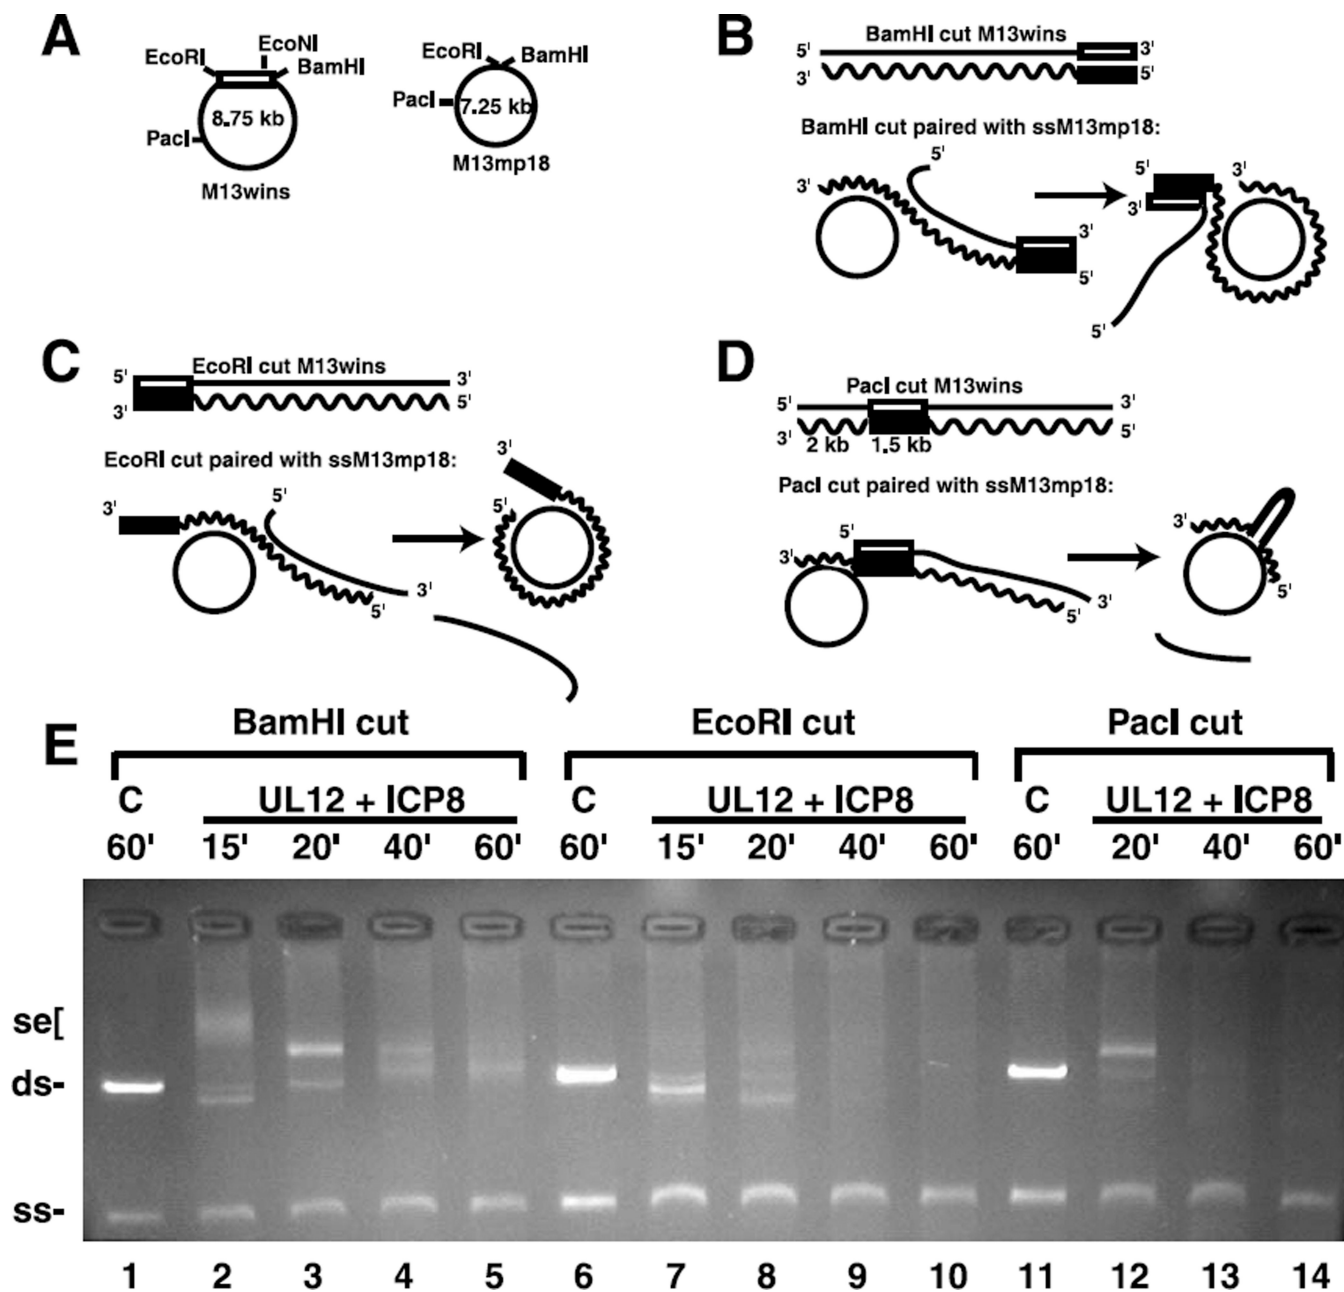 A
EcoRI
EcoNI
BamHI
8.75 kb
PacI
M13wins
EcoRI
BamHI
PacI
7.25 kb
M13mp18
B
BamHI cut M13wins
5' 3'
3' 5'
BamHI cut paired with ssM13mp18:
5'
3'
3'
5'
5' 3'
3'
5'
C
EcoRI cut M13wins
5' 3'
3' 5'
EcoRI cut paired with ssM13mp18:
3'
5'
3'
5'
3'
5'
D
PacI cut M13wins
5' 3'
3' 2 kb 1.5 kb 5'
PacI cut paired with ssM13mp18:
5'
3'
3'
5'
3'
5'
E
BamHI cut EcoRI cut PacI cut
C UL12 + ICP8 C UL12 + ICP8 C UL12 + ICP8
60' 15' 20' 40' 60' 60' 15' 20' 40' 60' 60' 20' 40' 60'
se[
ds-
ss-
1 2 3 4 5 6 7 8 9 10 11 12 13 14